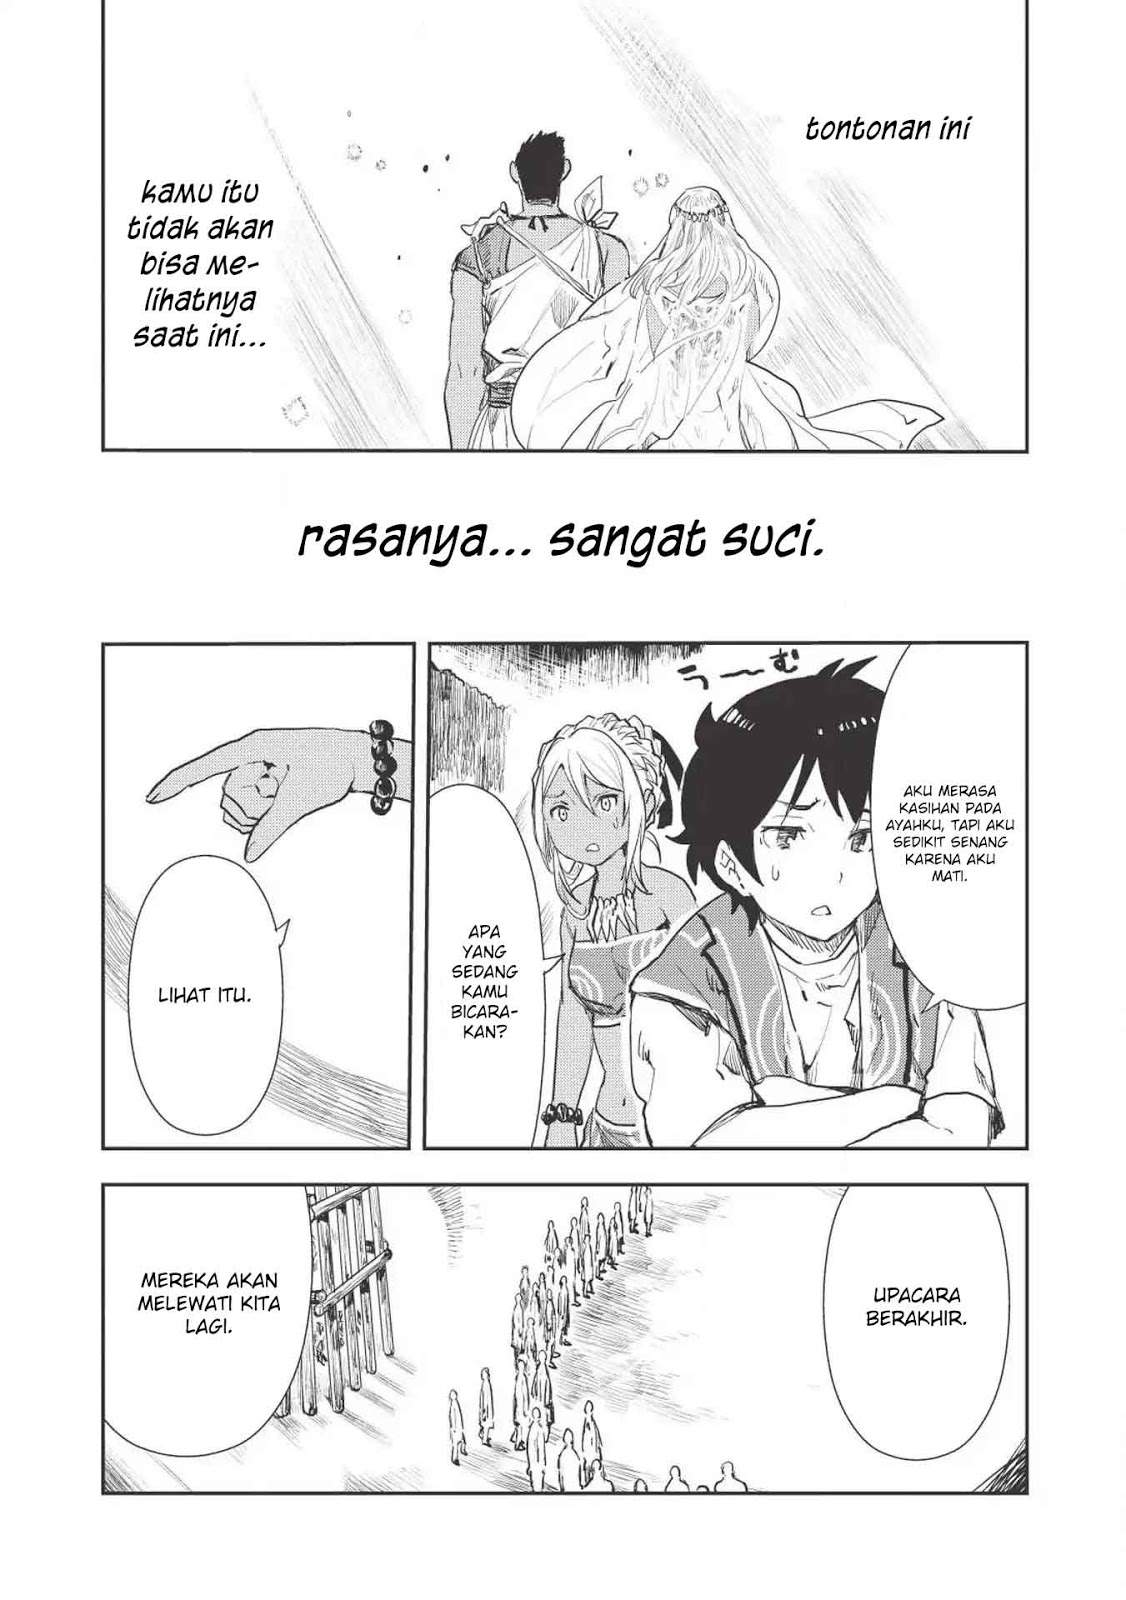 tontonan ini
kamu itu
tidak akan
bisa me-
lihatnya
saat ini...
rasanya... sangat suci.
うーむ
AKU MERASA
KASIHAN PADA
AYAHKU, TAPI AKU
SEDIKIT SENANG
KARENA AKU
MATI.
APA
YANG
SEDANG
KAMU
BICARA-
KAN?
LIHAT ITU.
UPACARA
BERAKHIR.
MEREKA AKAN
MELEWATI KITA
LAGI.